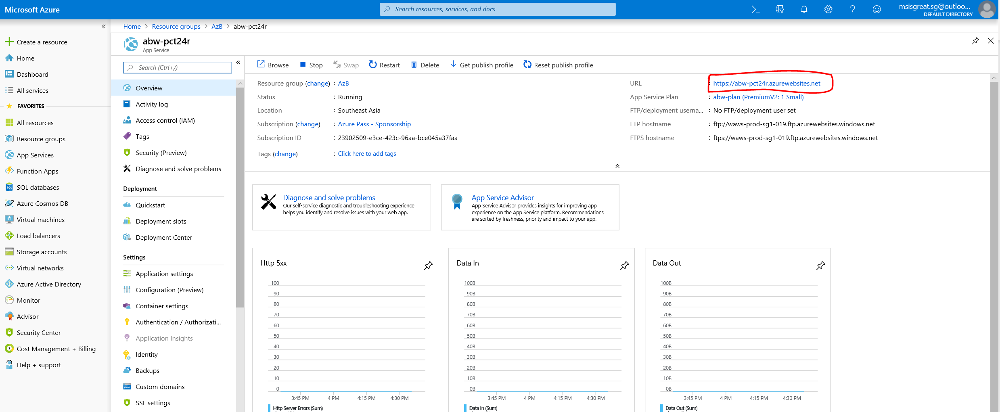 Microsoft Azure
Search resources, services, and docs
msisgreat.sg@outloo...
DEFAULT DIRECTORY
Home > Resource groups > AzB > abw-pct24r
Create a resource
Home
Dashboard
All services
FAVORITES
All resources
Resource groups
App Services
Function Apps
SQL databases
Azure Cosmos DB
Virtual machines
Load balancers
Storage accounts
Virtual networks
Azure Active Directory
Monitor
Advisor
Security Center
Cost Management + Billing
Help + support
abw-pct24r
App Service
Search (Ctrl+/)
Overview
Activity log
Access control (IAM)
Tags
Security (Preview)
Diagnose and solve problems
Deployment
Quickstart
Deployment slots
Deployment Center
Settings
Application settings
Configuration (Preview)
Container settings
Authentication / Authorizati...
Application Insights
Identity
Backups
Custom domains
SSL settings
Browse Stop Swap Restart Delete Get publish profile Reset publish profile
Resource group (change) : AzB
Status : Running
Location : Southeast Asia
Subscription (change) : Azure Pass - Sponsorship
Subscription ID : 23902509-e3ce-423c-96aa-bce045a37faa
Tags (change) : Click here to add tags
URL : https://abw-pct24r.azurewebsites.net
App Service Plan : abw-plan (PremiumV2: 1 Small)
FTP/deployment userna... : No FTP/deployment user set
FTP hostname : ftp://waws-prod-sg1-019.ftp.azurewebsites.windows.net
FTPS hostname : ftps://waws-prod-sg1-019.ftp.azurewebsites.windows.net
Diagnose and solve problems
Our self-service diagnostic and troubleshooting experience
helps you identify and resolve issues with your web app.
App Service Advisor
App Service Advisor provides insights for improving app
experience on the App Service platform. Recommendations
are sorted by freshness, priority and impact to your app.
Http 5xx
100
90
80
70
60
50
40
30
20
10
0
3:45 PM 4 PM 4:15 PM 4:30 PM
Http Server Errors (Sum)
Data In
100B
90B
80B
70B
60B
50B
40B
30B
20B
10B
0B
3:45 PM 4 PM 4:15 PM 4:30 PM
Data In (Sum)
Data Out
100B
90B
80B
70B
60B
50B
40B
30B
20B
10B
0B
3:45 PM 4 PM 4:15 PM 4:30 PM
Data Out (Sum)